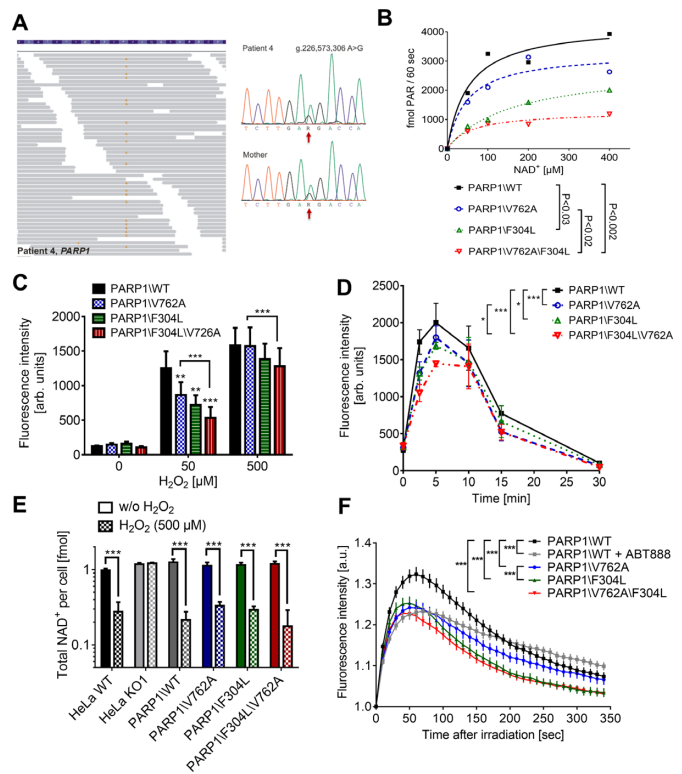 A
Patient 4, PARP1
Patient 4 g.226,573,306 A>G
T C T T G A R G A C C A
Mother
T C T T G A R G A C C A
B
fmol PAR / 60 sec
4000
3000
2000
1000
0
0 100 200 300 400
NAD+ [µM]
PARP1\WT
PARP1\V762A
PARP1\F304L
PARP1\V762A\F304L
P<0.03
P<0.02
P<0.002
C
PARP1\WT
PARP1\V762A
PARP1\F304L
PARP1\F304L\V726A
Fluorescence intensity
[arb. units]
2000
1500
1000
500
0
** ** *** ***
***
0 50 500
H2O2 [µM]
D
PARP1\WT
PARP1\V762A
PARP1\F304L
PARP1\F304L\V762A
* *** * ***
Fluorescence intensity
[arb. units]
2500
2000
1500
1000
500
0
0 5 10 15 20 25 30
Time [min]
E
w/o H2O2
H2O2 (500 µM)
Total NAD+ per cell [fmol]
1
0.1
*** *** *** *** ***
HeLa WT
HeLa KO1
PARP1\WT
PARP1\V762A
PARP1\F304L
PARP1\F304L\V762A
F
PARP1\WT
PARP1\WT + ABT888
PARP1\V762A
PARP1\F304L
PARP1\V762A\F304L
*** *** *** *** ***
Flurorescence intensity [a.u.]
1.4
1.3
1.2
1.1
1.0
0 50 100 150 200 250 300 350
Time after irradiation [sec]